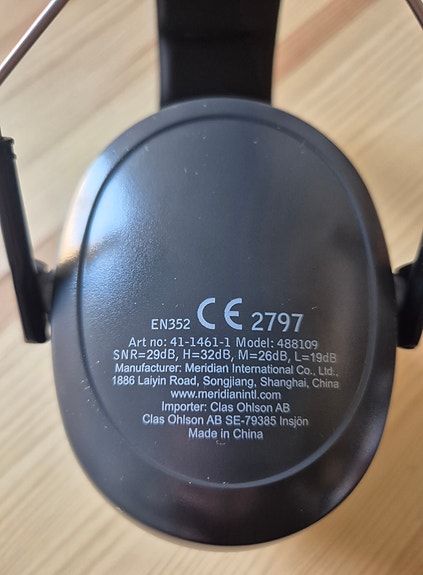 EN352 CE 2797
Art no: 41-1461-1 Model: 488109
SNR=29dB, H=32dB, M=26dB, L=19dB
Manufacturer: Meridian International Co., Ltd.,
1886 Laiyin Road, Songjiang, Shanghai, China
www.meridianintl.com
Importer: Clas Ohlson AB
Clas Ohlson AB SE-79385 Insjön
Made in China